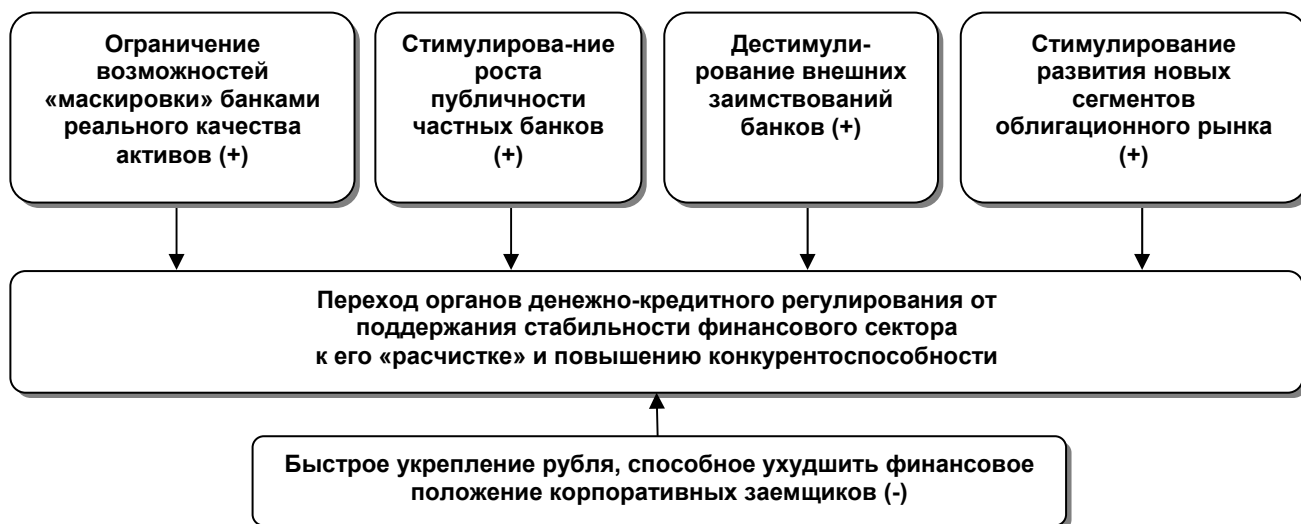 Ограничение
возможностей
«маскировки» банками
реального качества
активов (+)
Стимулирова-ние
роста
публичности
частных банков
(+)
Дестимули-
рование внешних
заимствований
банков (+)
Стимулирование
развития новых
сегментов
облигационного рынка
(+)
Переход органов денежно-кредитного регулирования от
поддержания стабильности финансового сектора
к его «расчистке» и повышению конкурентоспособности
Быстрое укрепление рубля, способное ухудшить финансовое
положение корпоративных заемщиков (-)